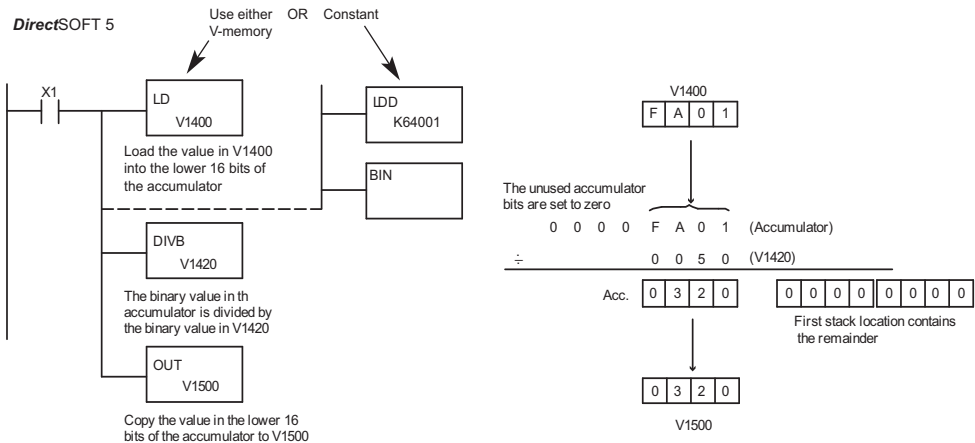 DirectSOFT 5
Use either OR Constant
V-memory
X1
LD
V1400
Load the value in V1400
into the lower 16 bits of
the accumulator
LDD
K64001
BIN
DIVB
V1420
The binary value in th
accumulator is divided by
the binary value in V1420
OUT
V1500
Copy the value in the lower 16
bits of the accumulator to V1500
V1400
F A 0 1
The unused accumulator
bits are set to zero
0 0 0 0 F A 0 1 (Accumulator)
÷ 0 0 5 0 (V1420)
Acc. 0 3 2 0 0 0 0 0 0 0 0 0
First stack location contains
the remainder
0 3 2 0
V1500